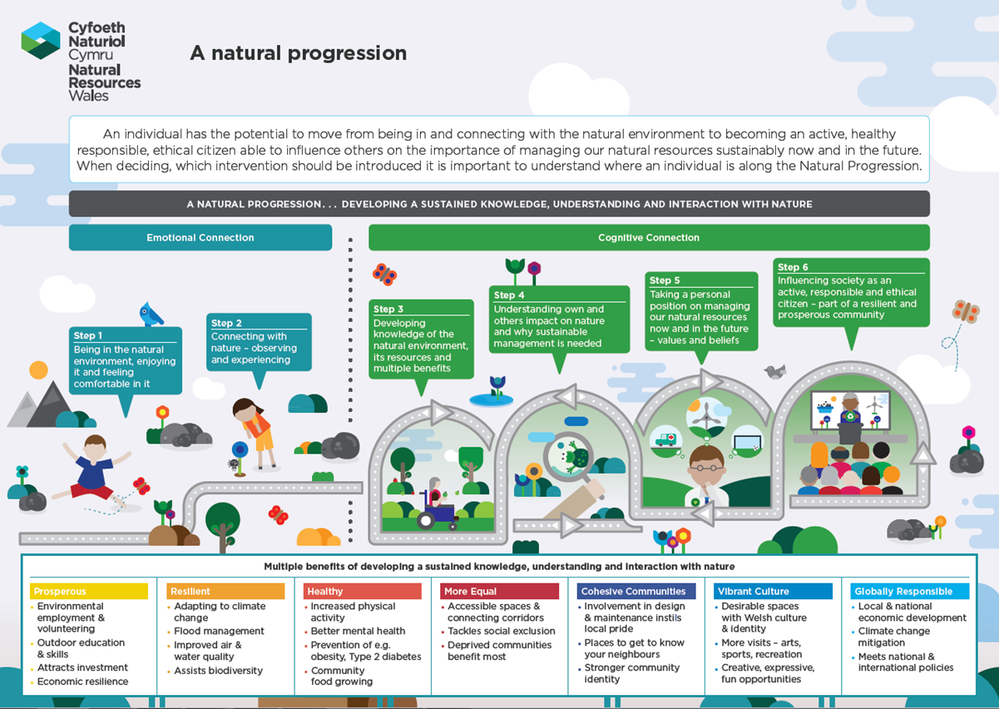 Cyfoeth
Naturiol
Cymru
Natural
Resources
Wales
A natural progression
An individual has the potential to move from being in and connecting with the natural environment to becoming an active, healthy
responsible, ethical citizen able to influence others on the importance of managing our natural resources sustainably now and in the future.
When deciding, which intervention should be introduced it is important to understand where an individual is along the Natural Progression.
A NATURAL PROGRESSION... DEVELOPING A SUSTAINED KNOWLEDGE, UNDERSTANDING AND INTERACTION WITH NATURE
Emotional Connection
Cognitive Connection
Step 1
Being in the natural
environment, enjoying
it and feeling
comfortable in it
Step 2
Connecting with
nature – observing
and experiencing
Step 3
Developing
knowledge of the
natural environment,
its resources and
multiple benefits
Step 4
Understanding own and
others impact on nature
and why sustainable
management is needed
Step 5
Taking a personal
position on managing
our natural resources
now and in the future
– values and beliefs
Step 6
Influencing society as an
active, responsible and ethical
citizen – part of a resilient and
prosperous community
Multiple benefits of developing a sustained knowledge, understanding and interaction with nature
Prosperous
• Environmental
employment &
volunteering
• Outdoor education
& skills
• Attracts investment
• Economic resilience
Resilient
• Adapting to climate
change
• Flood management
• Improved air &
water quality
• Assists biodiversity
Healthy
• Increased physical
activity
• Better mental health
• Prevention of e.g.
obesity, Type 2 diabetes
• Community
food growing
More Equal
• Accessible spaces &
connecting corridors
• Tackles social exclusion
• Deprived communities
benefit most
Cohesive Communities
• Involvement in design
& maintenance instils
local pride
• Places to get to know
your neighbours
• Stronger community
identity
Vibrant Culture
• Desirable spaces
with Welsh culture
& identity
• More visits – arts,
sports, recreation
• Creative, expressive,
fun opportunities
Globally Responsible
• Local & national
economic development
• Climate change
mitigation
• Meets national &
international policies